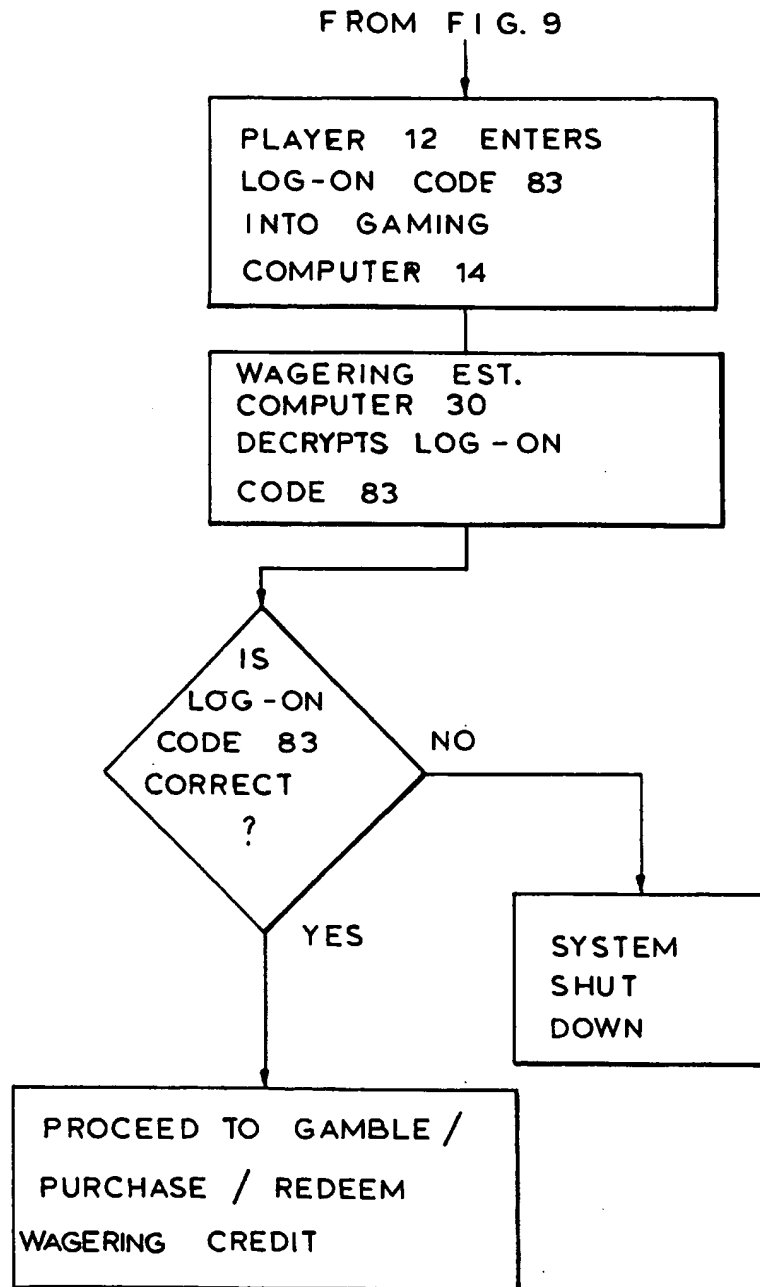 FROM FIG. 9
PLAYER 12 ENTERS
LOG-ON CODE 83
INTO GAMING
COMPUTER 14
WAGERING EST.
COMPUTER 30
DECRYPTS LOG-ON
CODE 83
IS
LOG-ON
CODE 83
CORRECT
?
NO
YES
SYSTEM
SHUT
DOWN
PROCEED TO GAMBLE /
PURCHASE / REDEEM
WAGERING CREDIT